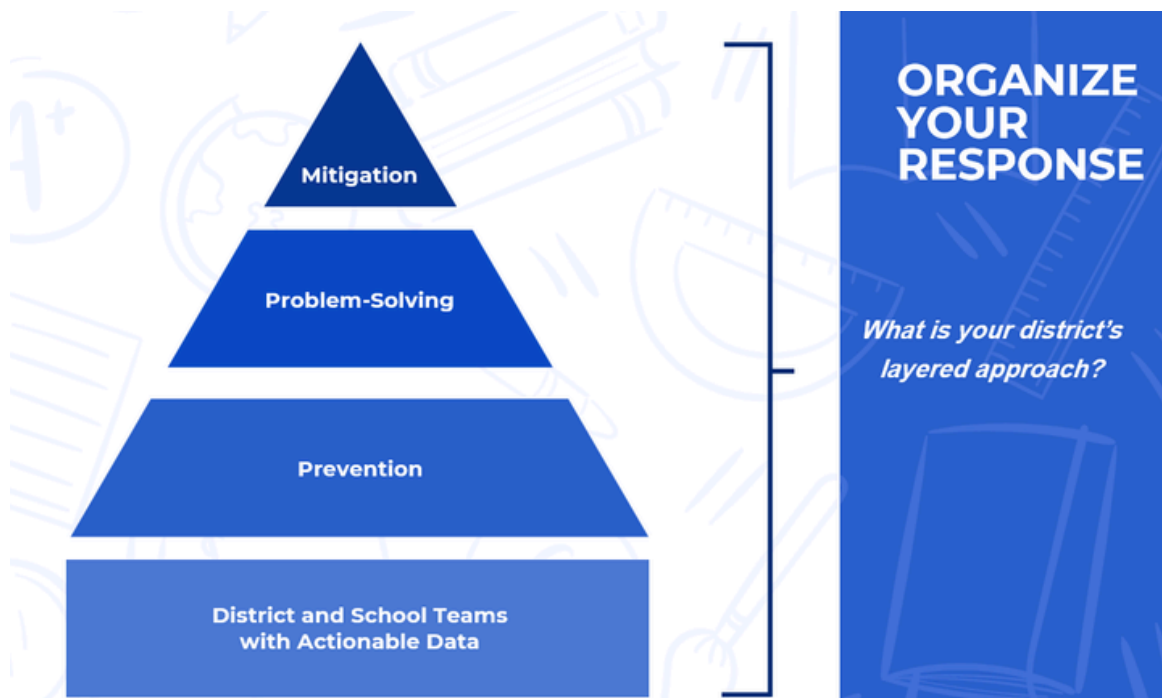 Mitigation
Problem-Solving
Prevention
District and School Teams
with Actionable Data
ORGANIZE
YOUR
RESPONSE
What is your district's
layered approach?
A+